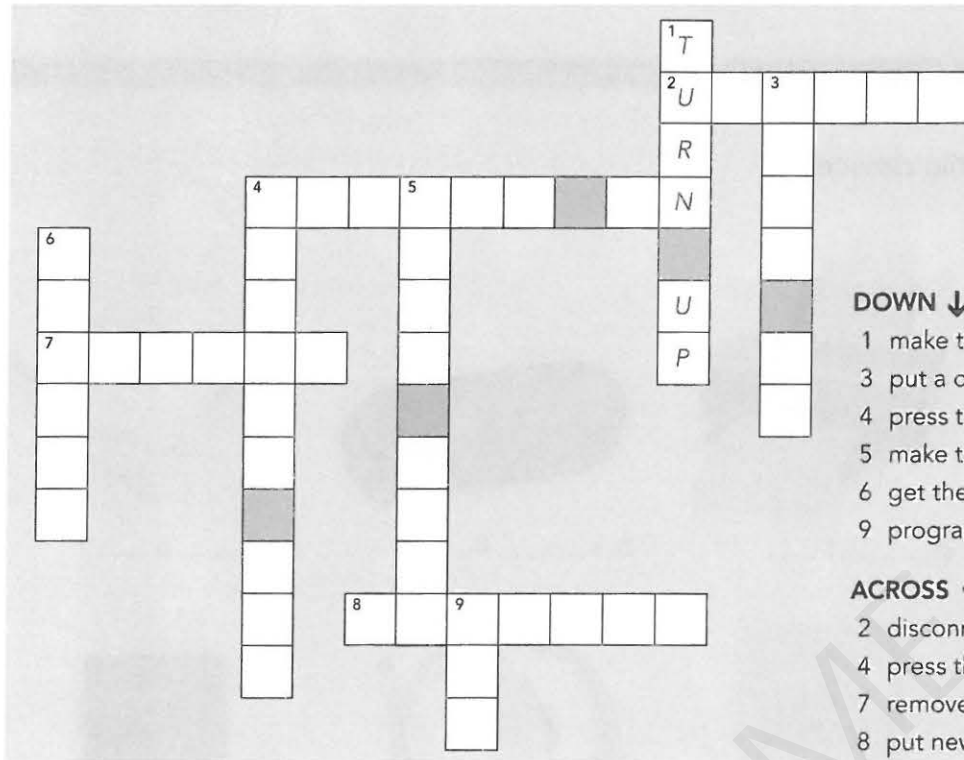 1 T
2 U 3
R
4 5 N
6
U
7 P
8 9
DOWN ↓
1 make t
3 put a
4 press t
5 make t
6 get the
9 progra
ACROSS
2 disconn
4 press t
7 remove
8 put new